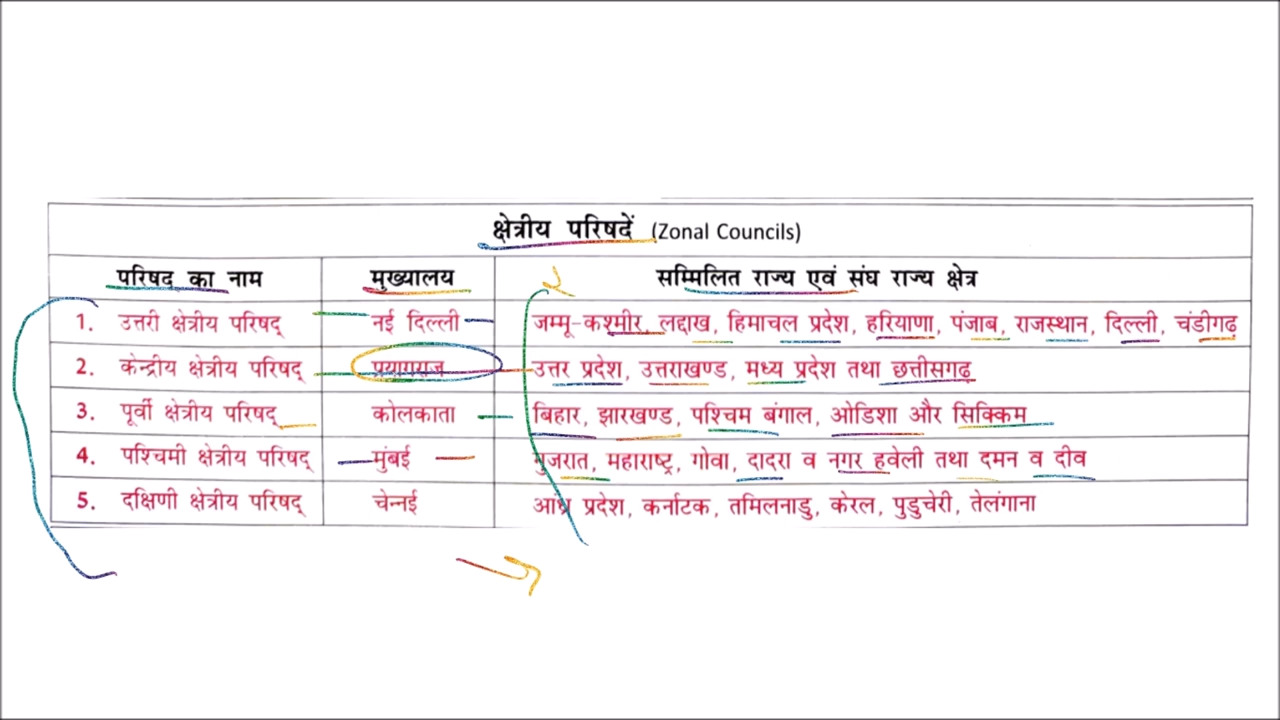 क्षेत्रीय परिषदें (Zonal Councils)
परिषद का नाम मुख्यालय सम्मिलित राज्य एवं संघ राज्य क्षेत्र
1. उत्तरी क्षेत्रीय परिषद् नई दिल्ली जम्मू-कश्मीर, लद्दाख, हिमाचल प्रदेश, हरियाणा, पंजाब, राजस्थान, दिल्ली, चंडीगढ़
2. केन्द्रीय क्षेत्रीय परिषद् प्रयागराज उत्तर प्रदेश, उत्तराखण्ड, मध्य प्रदेश तथा छत्तीसगढ़
3. पूर्वी क्षेत्रीय परिषद् कोलकाता बिहार, झारखण्ड, पश्चिम बंगाल, ओडिशा और सिक्किम
4. पश्चिमी क्षेत्रीय परिषद् मुंबई गुजरात, महाराष्ट्र, गोवा, दादरा व नगर हवेली तथा दमन व दीव
5. दक्षिणी क्षेत्रीय परिषद् चेन्नई आंध्र प्रदेश, कर्नाटक, तमिलनाडु, केरल, पुडुचेरी, तेलंगाना